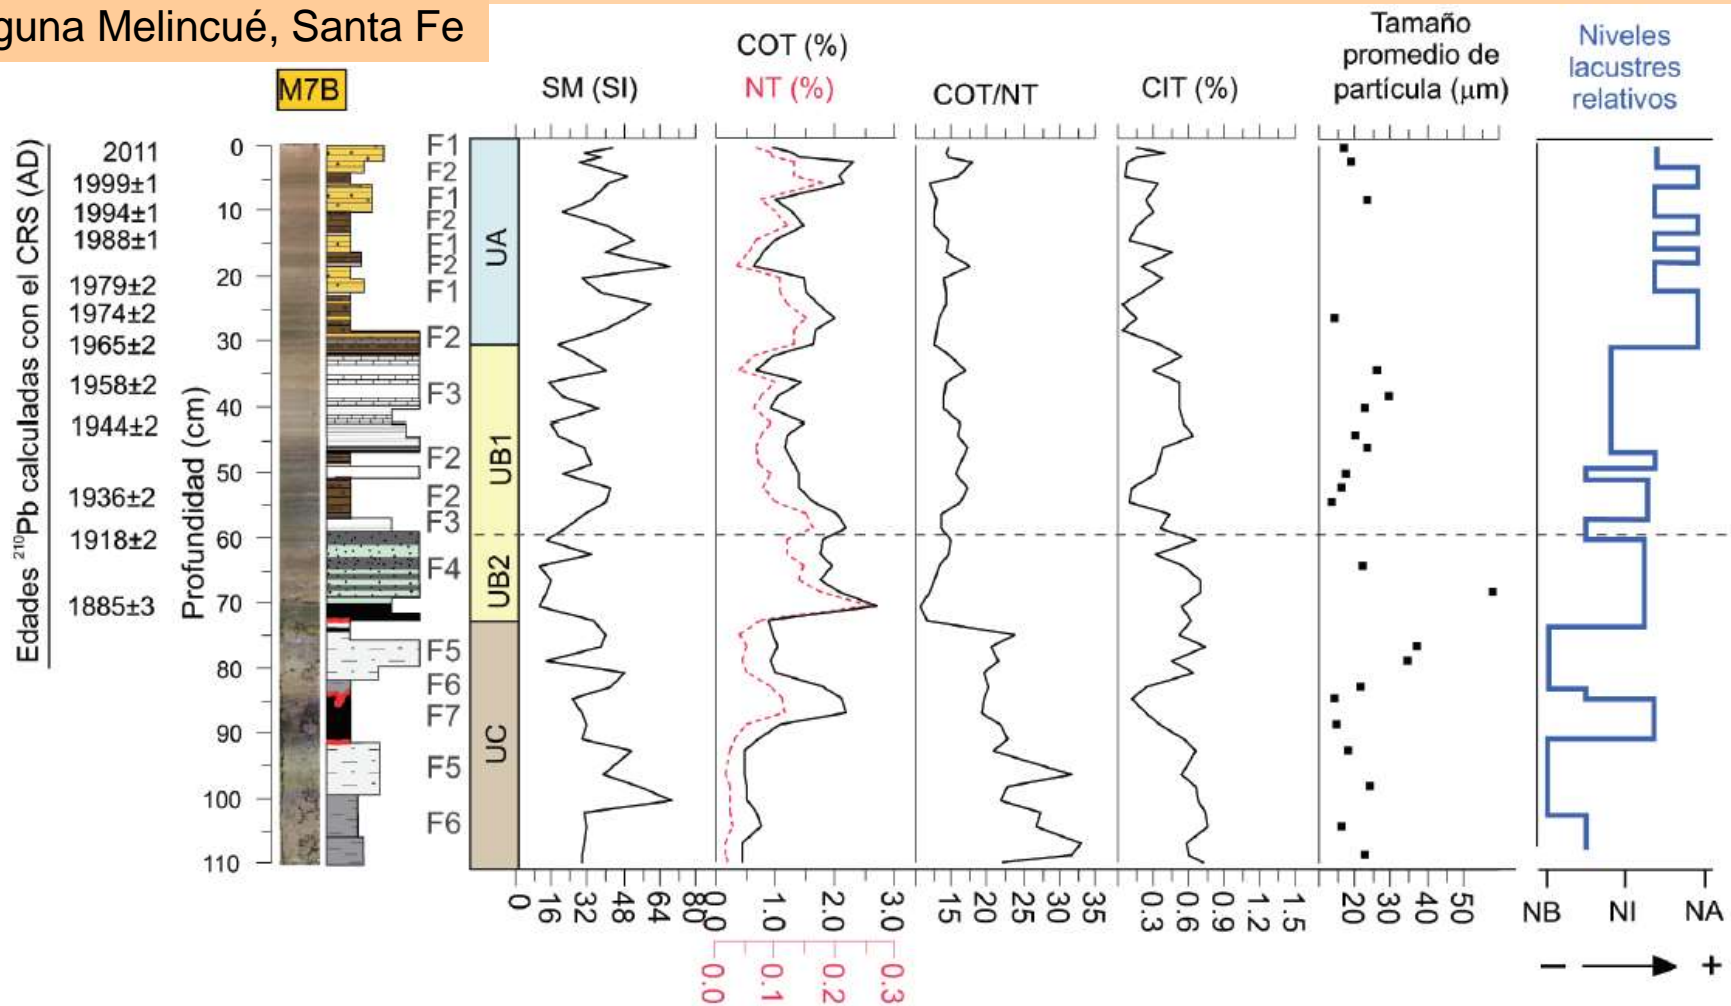 guna Melincué, Santa Fe
M7B
SM (SI)
COT (%)
NT (%)
COT/NT
CIT (%)
Tamaño
promedio de
partícula (µm)
Niveles
lacustres
relativos
Edades ²¹⁰Pb calculadas con el CRS (AD)
2011
1999±1
1994±1
1988±1
1979±2
1974±2
1965±2
1958±2
1944±2
1936±2
1918±2
1885±3
Profundidad (cm)
0
10
20
30
40
50
60
70
80
90
100
110
F1
F2
F1
F2
F1
F2
F1
F2
F3
F2
F2
F3
F4
F5
F6
F7
F5
F6
UA
UB1
UB2
UC
0 16 32 48 64 80
0.0 1.0 2.0 3.0
0.0 0.1 0.2 0.3
15 20 25 30 35
0.3 0.6 0.9 1.2 1.5
20 30 40 50
NB NI NA
− +